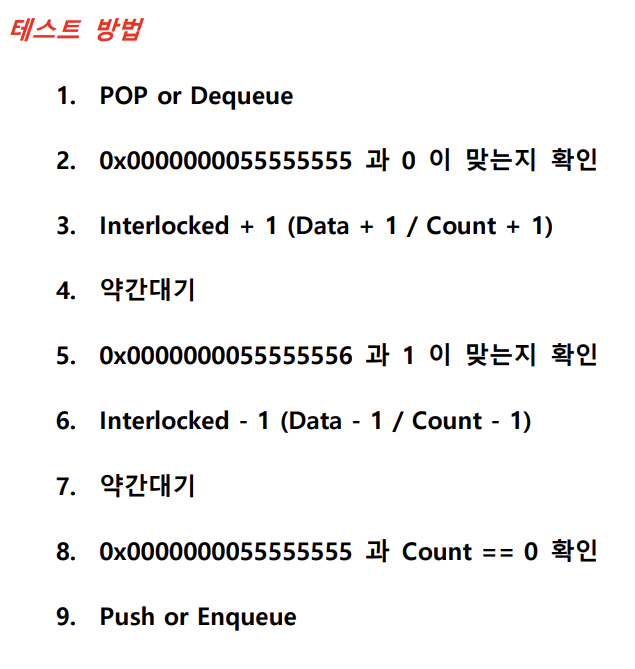 테스트 방법
1. POP or Dequeue
2. 0x0000000055555555 과 0 이 맞는지 확인
3. Interlocked + 1 (Data + 1 / Count + 1)
4. 약간대기
5. 0x0000000055555556 과 1 이 맞는지 확인
6. Interlocked - 1 (Data - 1 / Count - 1)
7. 약간대기
8. 0x0000000055555555 과 Count == 0 확인
9. Push or Enqueue